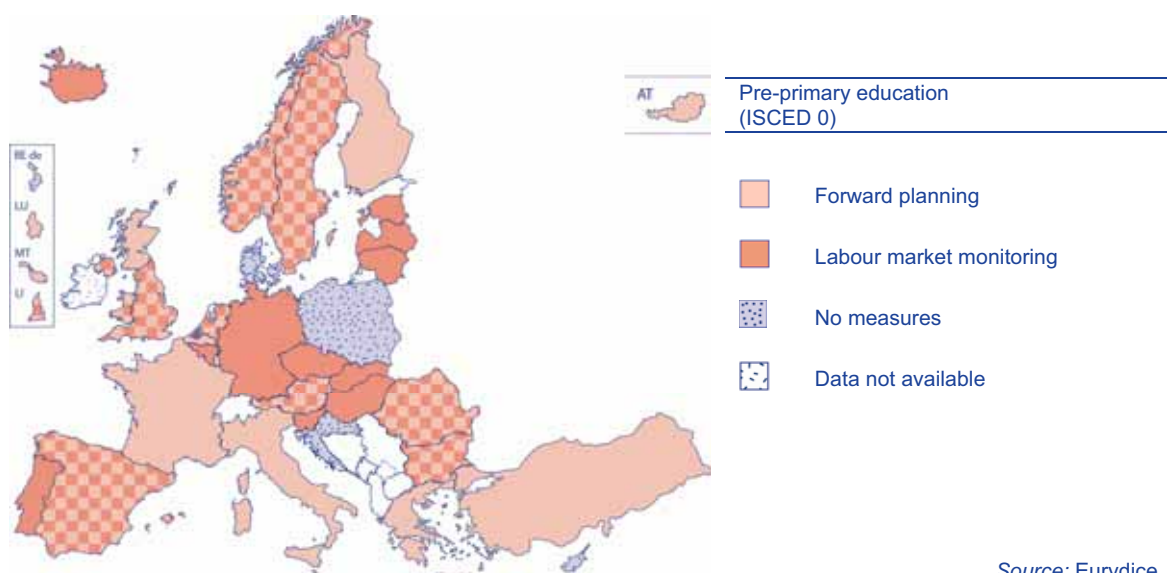 BE de
LU
MT
LI
AT
Pre-primary education
(ISCED 0)
Forward planning
Labour market monitoring
No measures
Data not available
Source: Eurydice